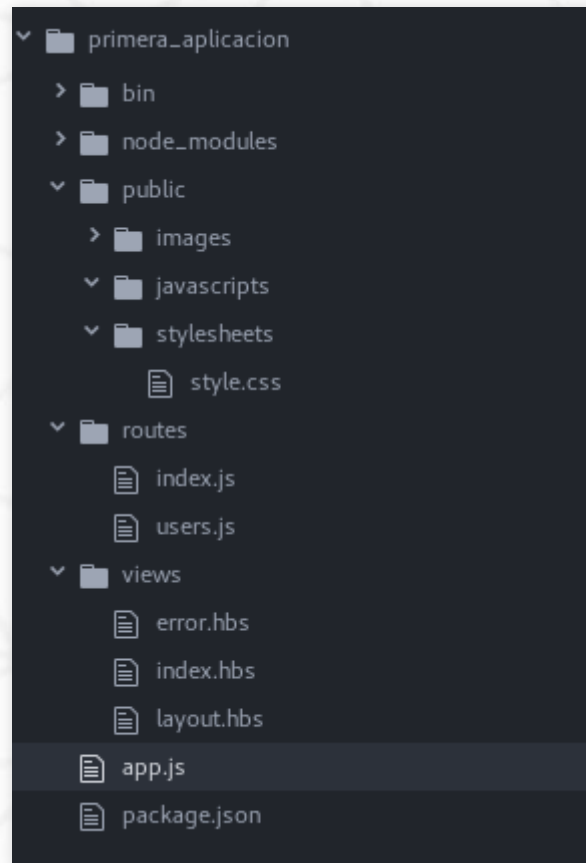 primera_aplicacion
bin
node_modules
public
images
javascripts
stylesheets
style.css
routes
index.js
users.js
views
error.hbs
index.hbs
layout.hbs
app.js
package.json